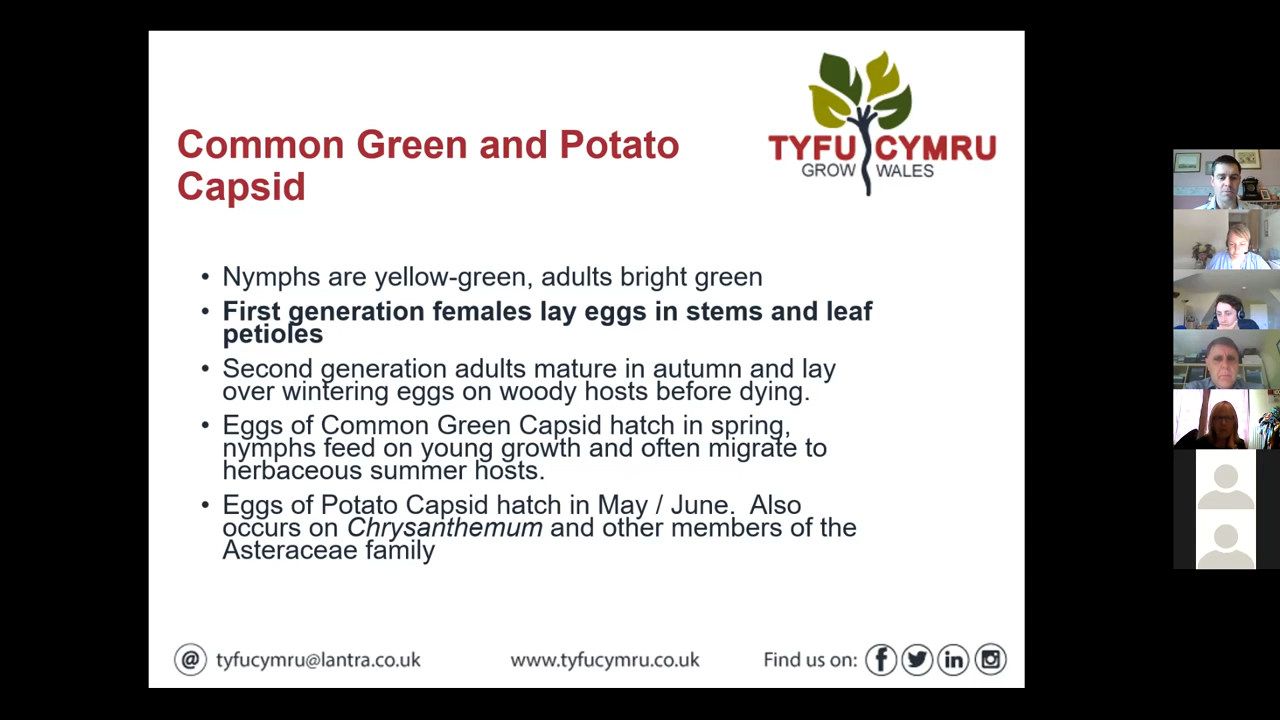 TYFU CYMRU
GROW WALES
Common Green and Potato
Capsid
• Nymphs are yellow-green, adults bright green
• First generation females lay eggs in stems and leaf
petioles
• Second generation adults mature in autumn and lay
over wintering eggs on woody hosts before dying.
• Eggs of Common Green Capsid hatch in spring,
nymphs feed on young growth and often migrate to
herbaceous summer hosts.
• Eggs of Potato Capsid hatch in May / June.  Also
occurs on Chrysanthemum and other members of the
Asteraceae family
@ tyfucymru@lantra.co.uk www.tyfucymru.co.uk Find us on: